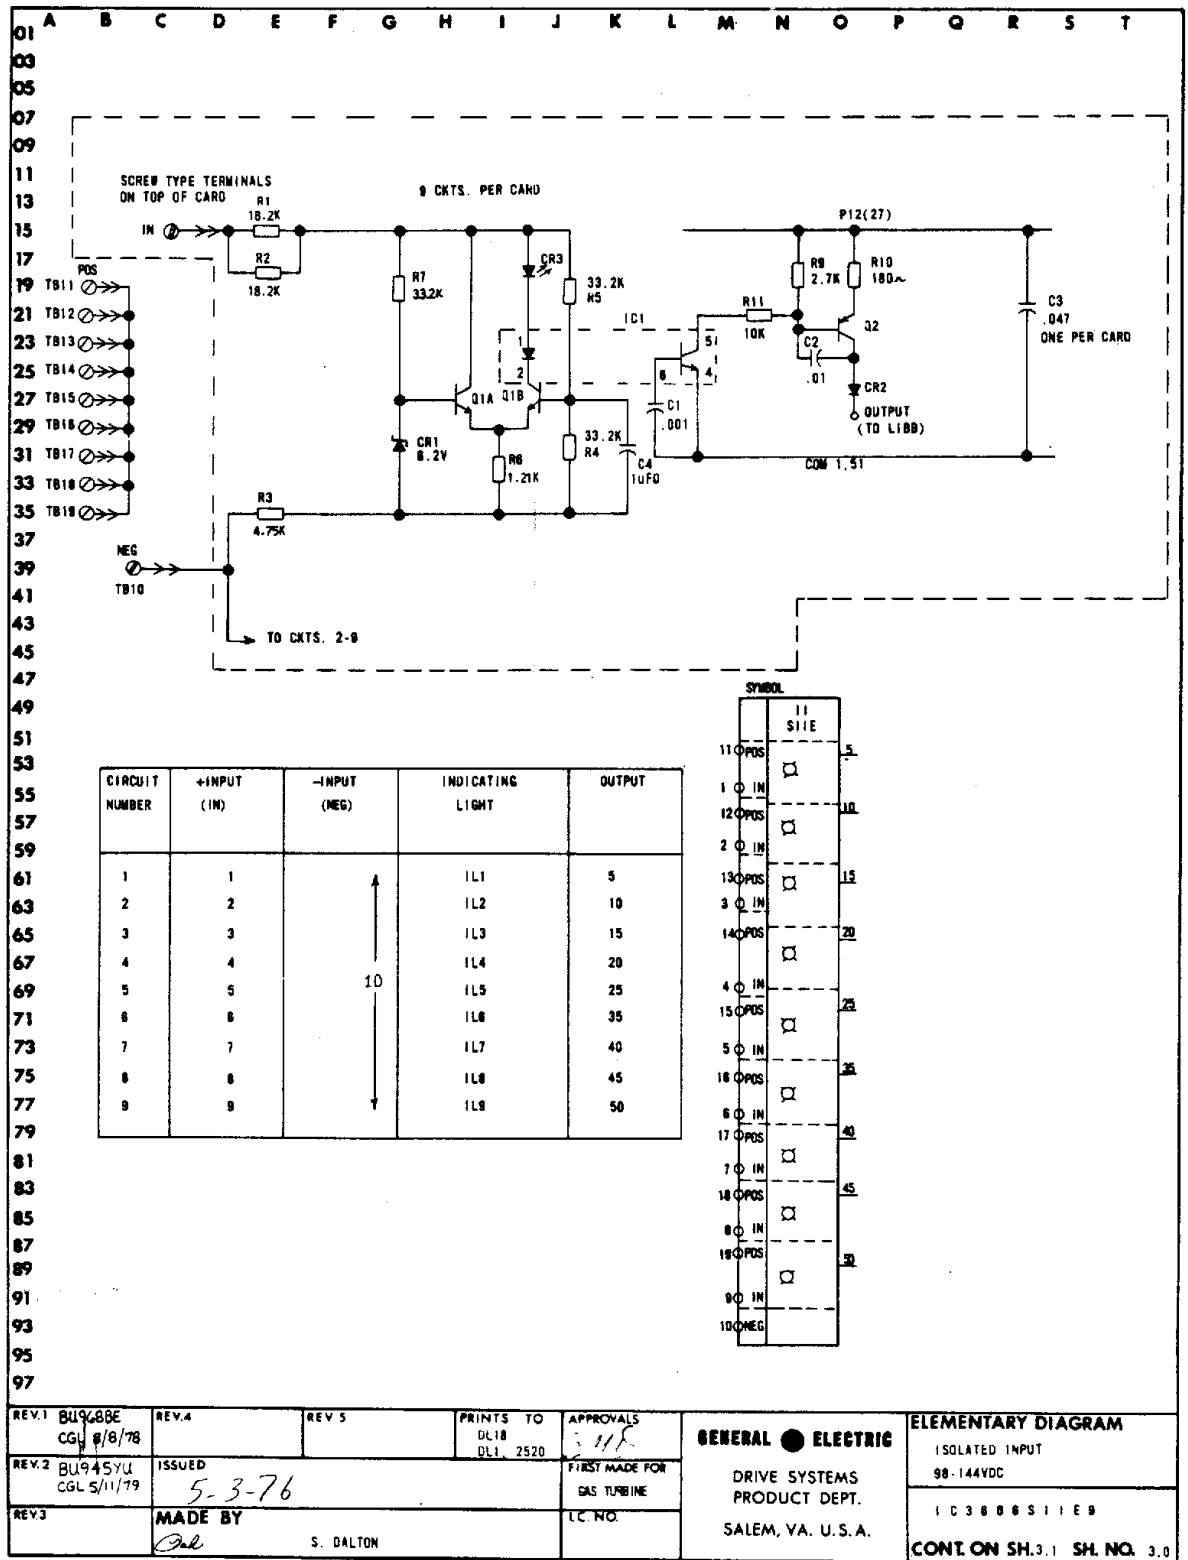 A B C D E F G H I J K L M N O P Q R S T
01
03
05
07
09
11
13
15
17
19
21
23
25
27
29
31
33
35
37
39
41
43
45
47
49
51
53
55
57
59
61
63
65
67
69
71
73
75
77
79
81
83
85
87
89
91
93
95
97
SCREW TYPE TERMINALS
ON TOP OF CARD
9 CKTS. PER CARD
IN
R1
18.2K
R2
18.2K
POS
TB11
TB12
TB13
TB14
TB15
TB16
TB17
TB18
TB19
NEG
TB10
R3
4.75K
TO CKTS. 2-9
R7
33.2K
CR1
6.2V
Q1A
Q1B
R6
1.21K
CR3
33.2K
R5
33.2K
R4
C4
1uFD
IC1
1
2
5
6
4
C1
.001
R11
10K
P12(27)
R9
2.7K
R10
180~
Q2
C2
.01
CR2
OUTPUT
(TO L1BB)
COM 1,51
C3
.047
ONE PER CARD
CIRCUIT NUMBER +INPUT (IN) -INPUT (NEG) INDICATING LIGHT OUTPUT
1 1 IL1 5
2 2 IL2 10
3 3 IL3 15
4 4 IL4 20
10
5 5 IL5 25
6 6 IL6 35
7 7 IL7 40
8 8 IL8 45
9 9 IL9 50
SYMBOL
II
SIIE
11 POS 5
1 IN
12 POS 10
2 IN
13 POS 15
3 IN
14 POS 20
4 IN
15 POS 25
5 IN
16 POS 35
6 IN
17 POS 40
7 IN
18 POS 45
8 IN
19 POS 50
9 IN
10 NEG
REV.1 BU968BE
CGL 8/8/78
REV.2 BU945YU
CGL 5/11/79
REV.3
REV.4
ISSUED
5-3-76
MADE BY
S. DALTON
REV 5
PRINTS TO
DL18
DL1, 2520
APPROVALS
FIRST MADE FOR
GAS TURBINE
I.C. NO.
GENERAL ELECTRIC
DRIVE SYSTEMS
PRODUCT DEPT.
SALEM, VA. U.S.A.
ELEMENTARY DIAGRAM
ISOLATED INPUT
98-144VDC
IC3606SIIE9
CONT. ON SH.3.1 SH. NO. 3.0